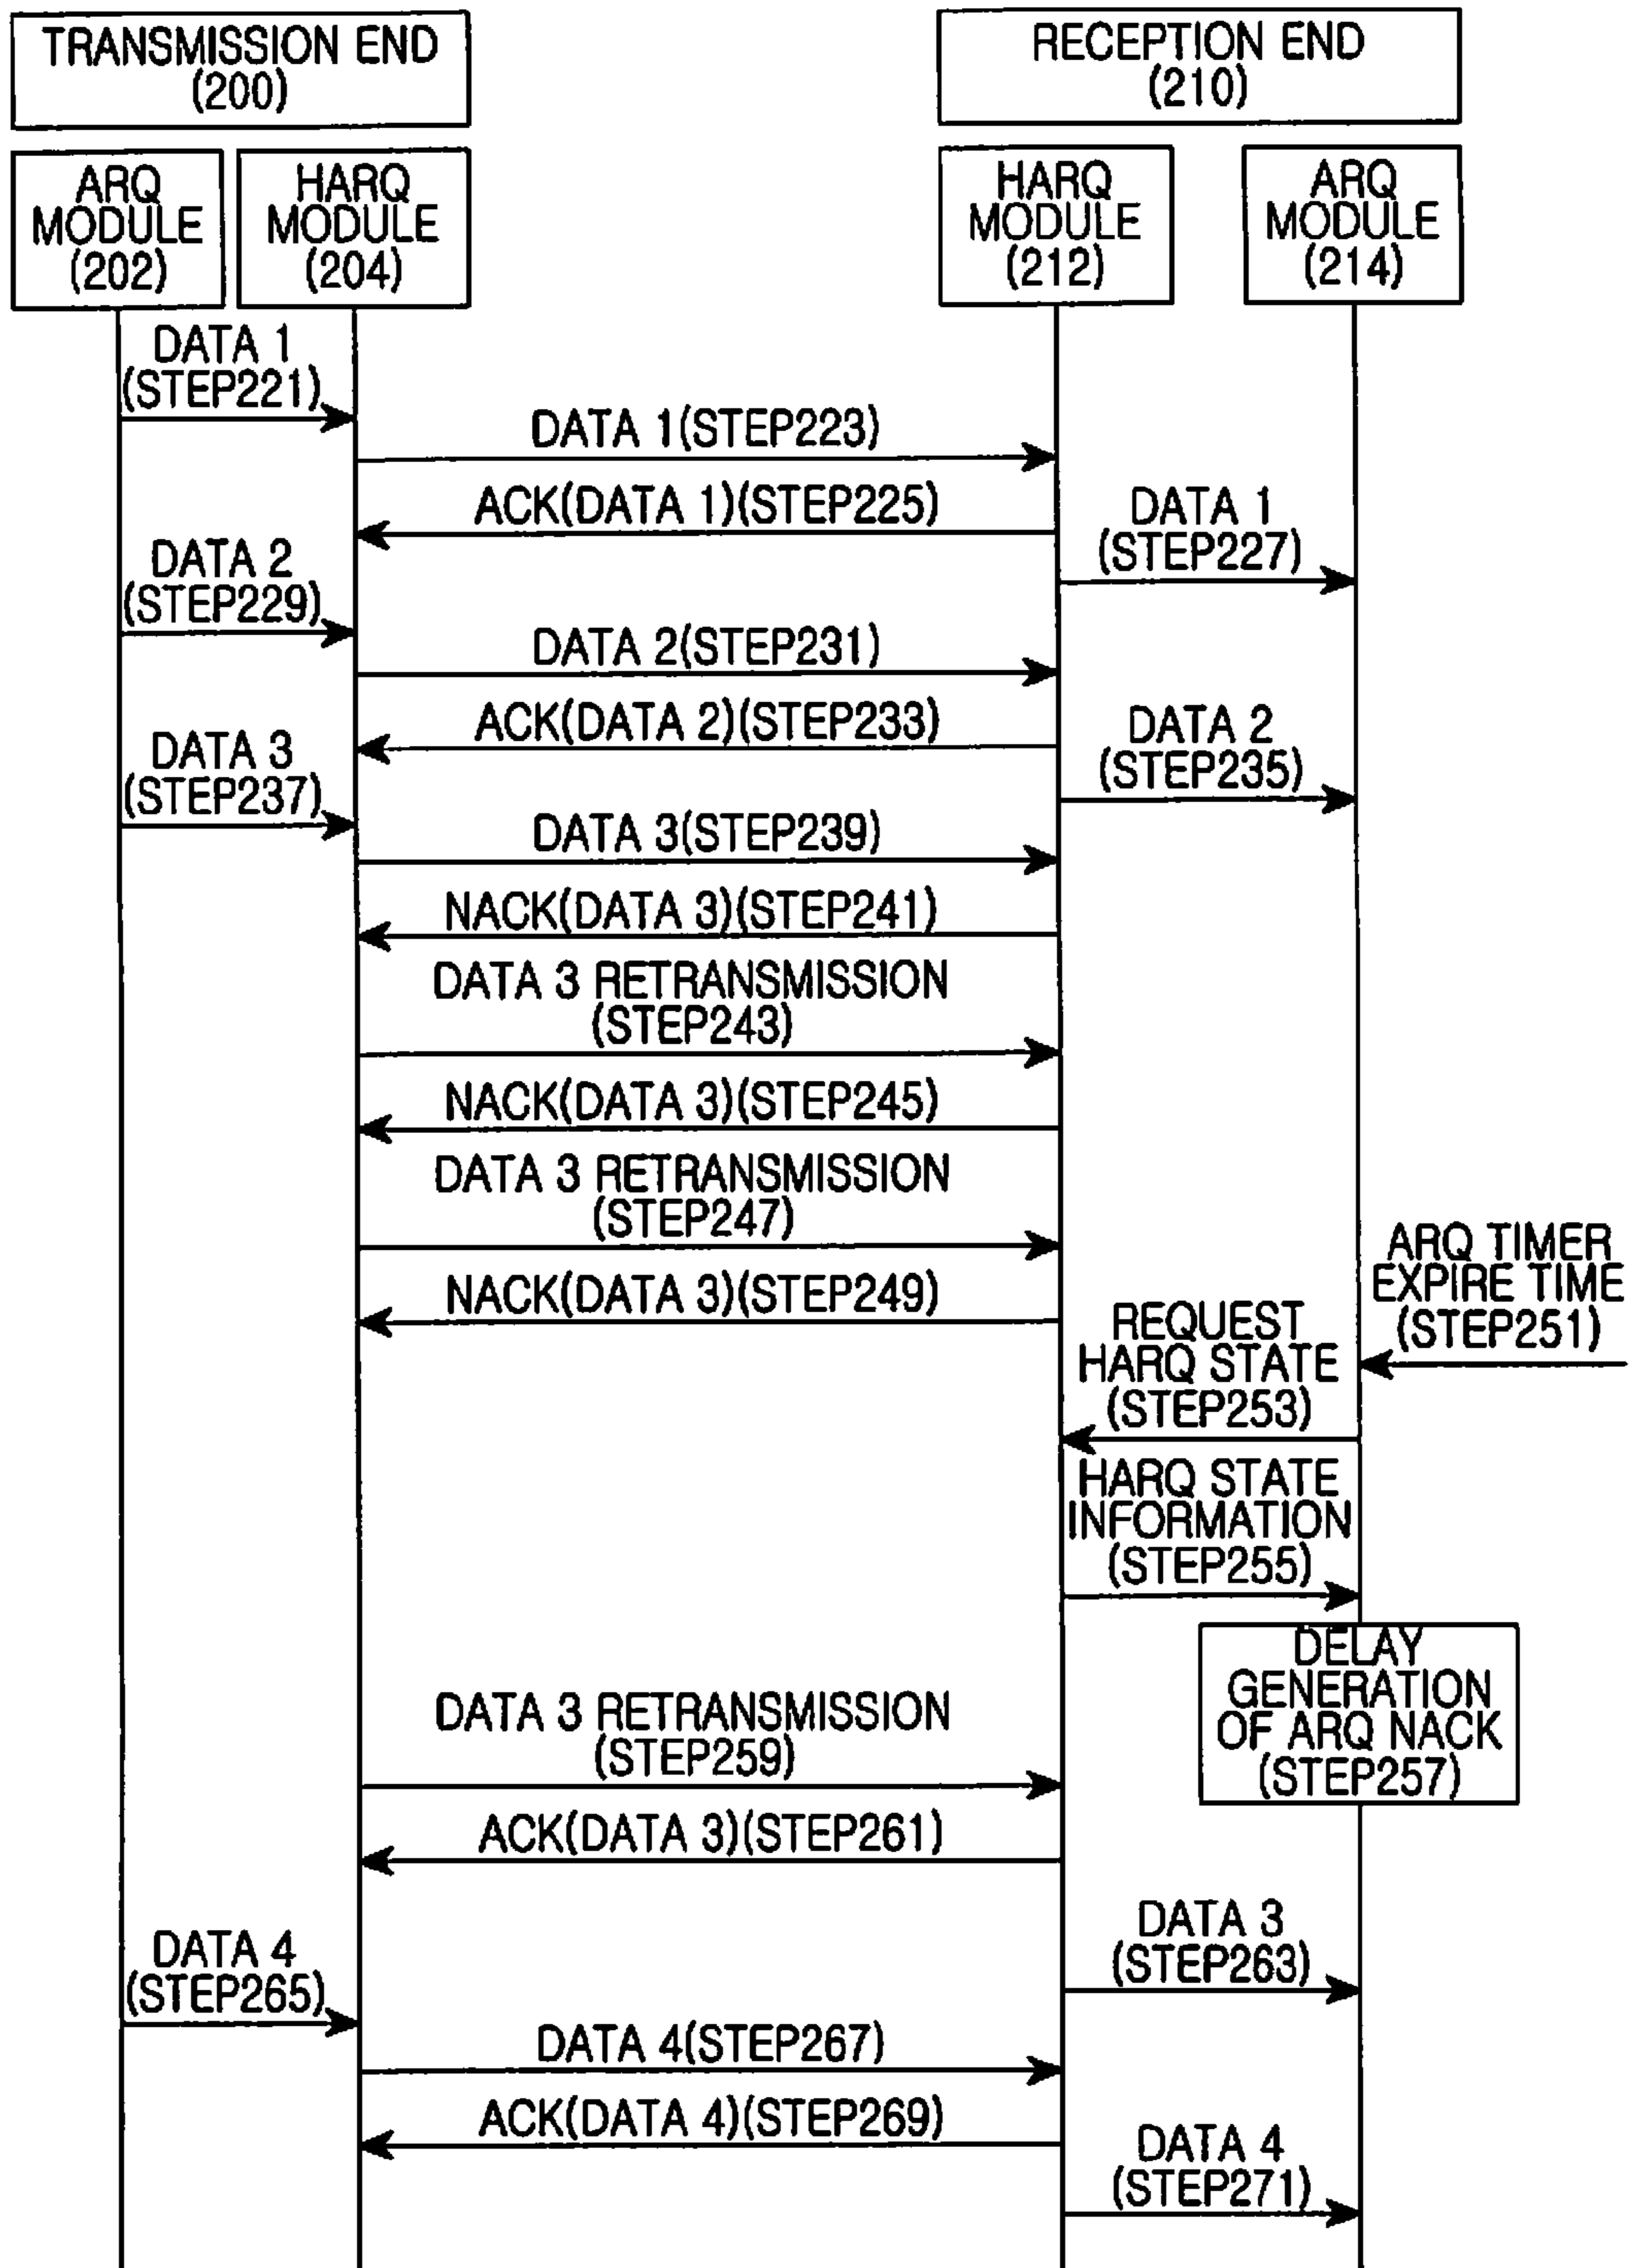 TRANSMISSION END
(200)
RECEPTION END
(210)
ARQ
MODULE
(202)
HARQ
MODULE
(204)
HARQ
MODULE
(212)
ARQ
MODULE
(214)
DATA 1
(STEP221)
DATA 1(STEP223)
ACK(DATA 1)(STEP225)
DATA 1
(STEP227)
DATA 2
(STEP229)
DATA 2(STEP231)
ACK(DATA 2)(STEP233)
DATA 2
(STEP235)
DATA 3
(STEP237)
DATA 3(STEP239)
NACK(DATA 3)(STEP241)
DATA 3 RETRANSMISSION
(STEP243)
NACK(DATA 3)(STEP245)
DATA 3 RETRANSMISSION
(STEP247)
NACK(DATA 3)(STEP249)
ARQ TIMER
EXPIRE TIME
(STEP251)
REQUEST
HARQ STATE
(STEP253)
HARQ STATE
INFORMATION
(STEP255)
DELAY
GENERATION
OF ARQ NACK
(STEP257)
DATA 3 RETRANSMISSION
(STEP259)
ACK(DATA 3)(STEP261)
DATA 3
(STEP263)
DATA 4
(STEP265)
DATA 4(STEP267)
ACK(DATA 4)(STEP269)
DATA 4
(STEP271)